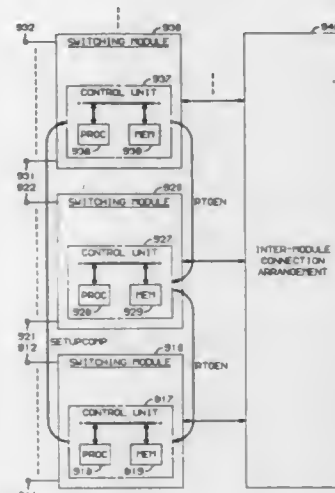 932
930
940
SWITCHING MODULE
937
CONTROL UNIT
PROC
MEM
938
939
931
922
920
SWITCHING MODULE
RTGEN
927
CONTROL UNIT
INTER-MODULE
CONNECTION
ARRANGEMENT
PROC
MEM
928
929
921
912
SETUPCOMP
910
SWITCHING MODULE
RTGEN
917
CONTROL UNIT
PROC
MEM
918
919